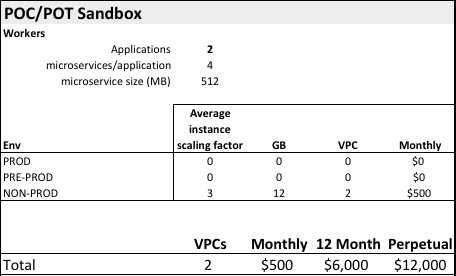 POC/POT Sandbox
Workers
Applications 2
microservices/application 4
microservice size (MB) 512
Average
instance
Env scaling factor GB VPC Monthly
PROD 0 0 0 $0
PRE-PROD 0 0 0 $0
NON-PROD 3 12 2 $500
VPCs Monthly 12 Month Perpetual
Total 2 $500 $6,000 $12,000